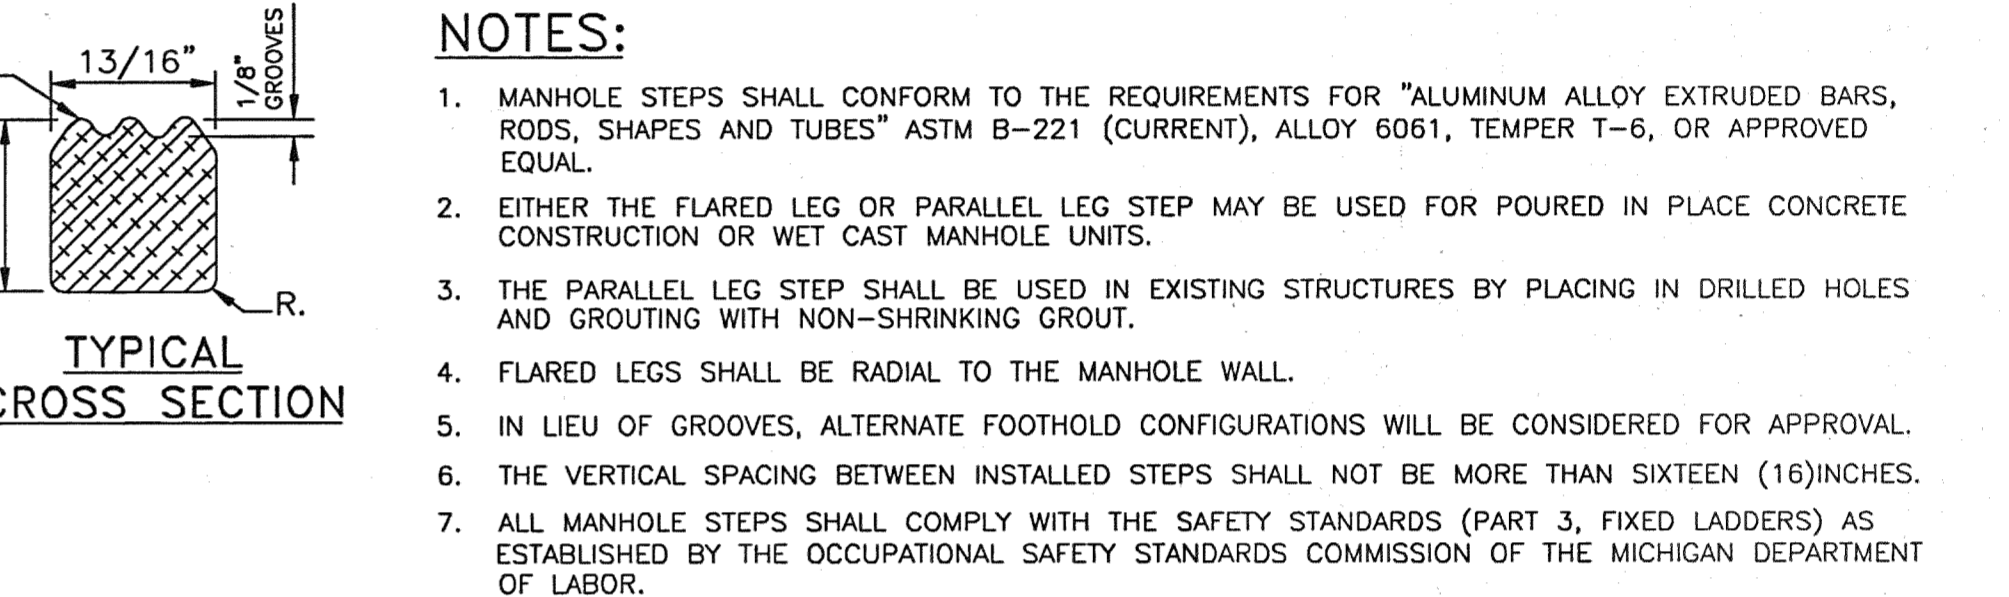 13/16"
1/8"
GROOVES
R.
TYPICAL
CROSS SECTION
NOTES:
1. MANHOLE STEPS SHALL CONFORM TO THE REQUIREMENTS FOR "ALUMINUM ALLOY EXTRUDED BARS,
RODS, SHAPES AND TUBES" ASTM B-221 (CURRENT), ALLOY 6061, TEMPER T-6, OR APPROVED
EQUAL.
2. EITHER THE FLARED LEG OR PARALLEL LEG STEP MAY BE USED FOR POURED IN PLACE CONCRETE
CONSTRUCTION OR WET CAST MANHOLE UNITS.
3. THE PARALLEL LEG STEP SHALL BE USED IN EXISTING STRUCTURES BY PLACING IN DRILLED HOLES
AND GROUTING WITH NON-SHRINKING GROUT.
4. FLARED LEGS SHALL BE RADIAL TO THE MANHOLE WALL.
5. IN LIEU OF GROOVES, ALTERNATE FOOTHOLD CONFIGURATIONS WILL BE CONSIDERED FOR APPROVAL.
6. THE VERTICAL SPACING BETWEEN INSTALLED STEPS SHALL NOT BE MORE THAN SIXTEEN (16)INCHES.
7. ALL MANHOLE STEPS SHALL COMPLY WITH THE SAFETY STANDARDS (PART 3, FIXED LADDERS) AS
ESTABLISHED BY THE OCCUPATIONAL SAFETY STANDARDS COMMISSION OF THE MICHIGAN DEPARTMENT
OF LABOR.